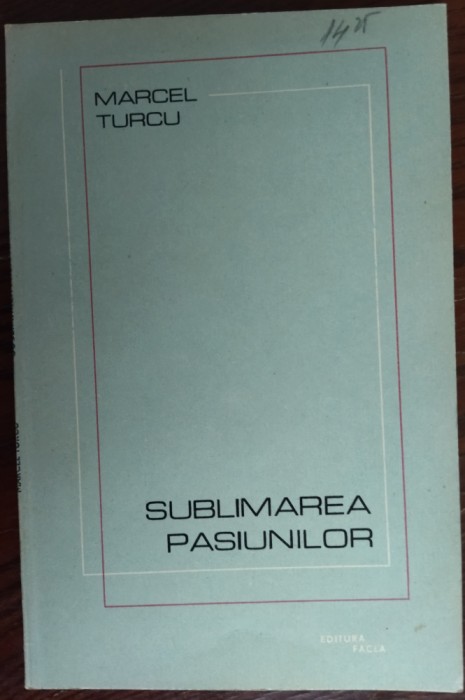 MARCEL
TURCU
SUBLIMAREA
PASIUNILOR
EDITURA
FACLA